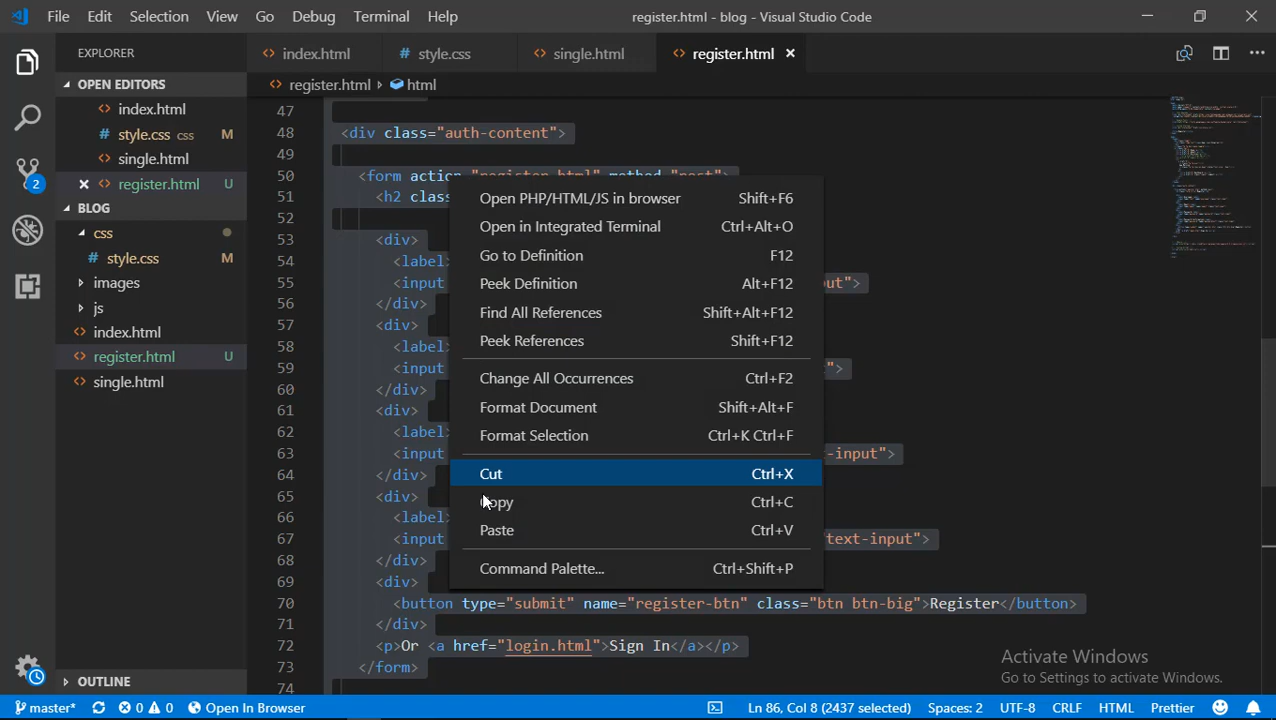 File Edit Selection View Go Debug Terminal Help register.html - blog - Visual Studio Code
EXPLORER
index.html style.css single.html register.html
OPEN EDITORS
register.html html
index.html
style.css css M
single.html
register.html U
BLOG
css
style.css M
images
js
index.html
register.html U
single.html
OUTLINE
47
48 <div class="auth-content">
49
50 <form action="register.html" method="post">
51 <h2 class
52
53 <div>
54 <label>
55 <input ut">
56 </div>
57 <div>
58 <label>
59 <input t">
60 </div>
61 <div>
62 <label>
63 <input -input">
64 </div>
65 <div>
66 <label>
67 <input text-input">
68 </div>
69 <div>
70 <button type="submit" name="register-btn" class="btn btn-big">Register</button>
71 </div>
72 <p>Or <a href="login.html">Sign In</a></p>
73 </form>
74
Open PHP/HTML/JS in browser Shift+F6
Open in Integrated Terminal Ctrl+Alt+O
Go to Definition F12
Peek Definition Alt+F12
Find All References Shift+Alt+F12
Peek References Shift+F12
Change All Occurrences Ctrl+F2
Format Document Shift+Alt+F
Format Selection Ctrl+K Ctrl+F
Cut Ctrl+X
Copy Ctrl+C
Paste Ctrl+V
Command Palette... Ctrl+Shift+P
Activate Windows
Go to Settings to activate Windows.
2
master* 0 0 Open In Browser Ln 86, Col 8 (2437 selected) Spaces: 2 UTF-8 CRLF HTML Prettier